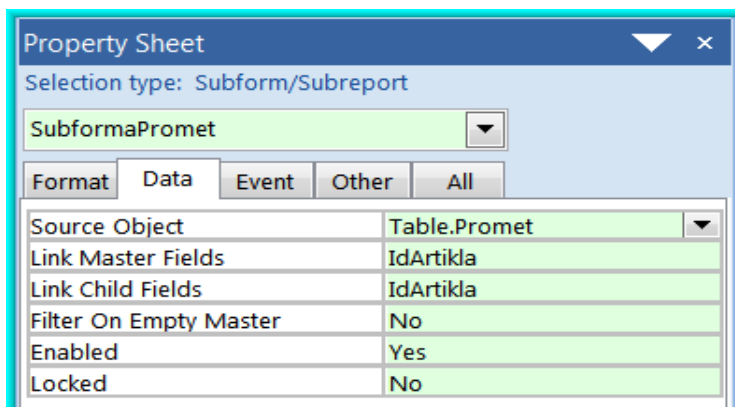 Property Sheet
Selection type: Subform/Subreport
SubformaPromet
Format Data Event Other All
Source Object Table.Promet
Link Master Fields IdArtikla
Link Child Fields IdArtikla
Filter On Empty Master No
Enabled Yes
Locked No